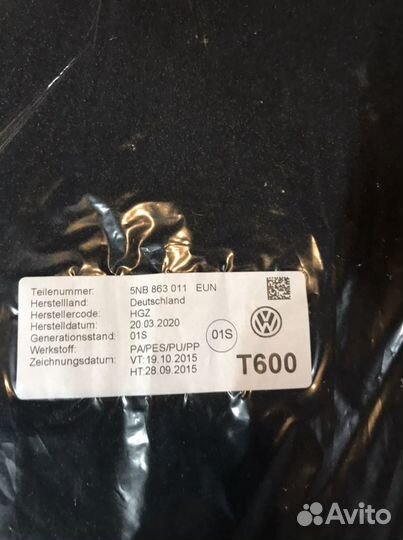 Teilenummer: 5NB 863 011 EUN
Herstellland: Deutschland
Herstellercode: HGZ
Herstelldatum: 20.03.2020
Generationsstand: 01S
Werkstoff: PA/PES/PU/PP
Zeichnungsdatum: VT: 19.10.2015
HT: 28.09.2015
01S
T600
Avito